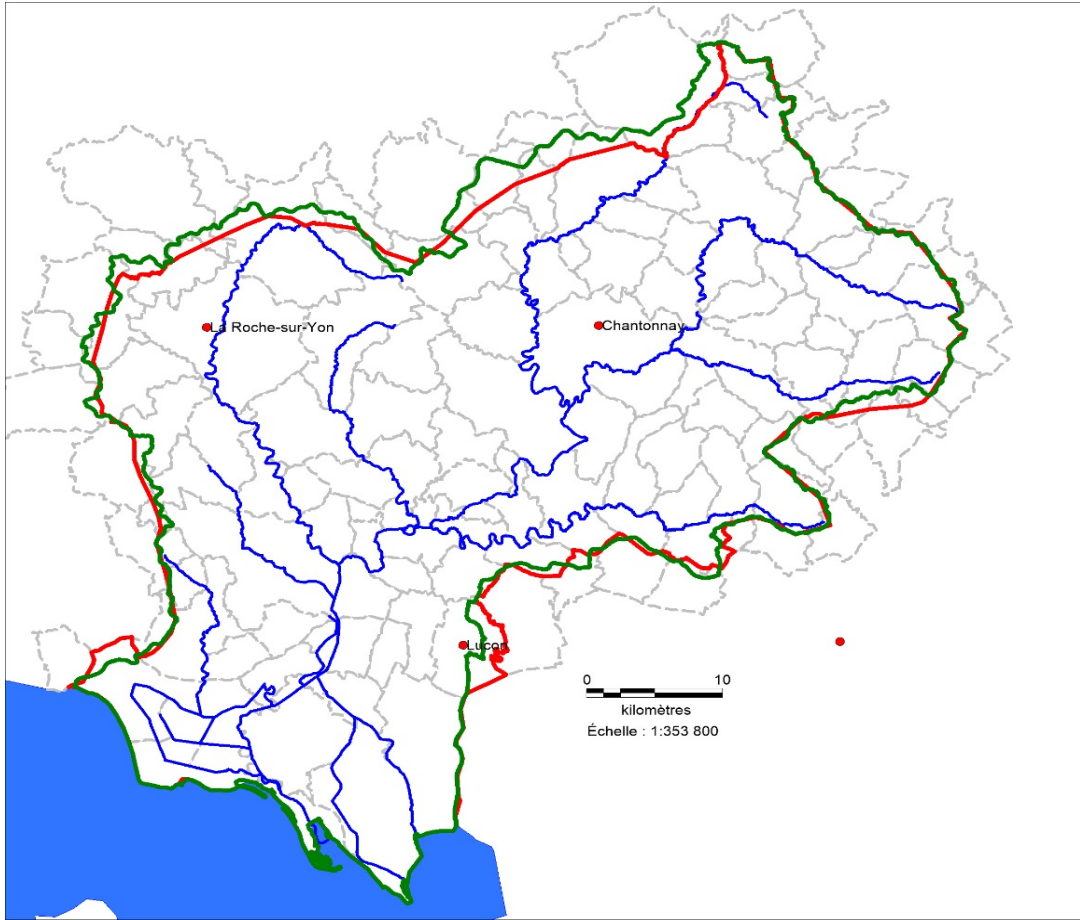 La Roche-sur-Yon
Chantonnay
Luçon
0 10
kilomètres
Échelle : 1:353 800